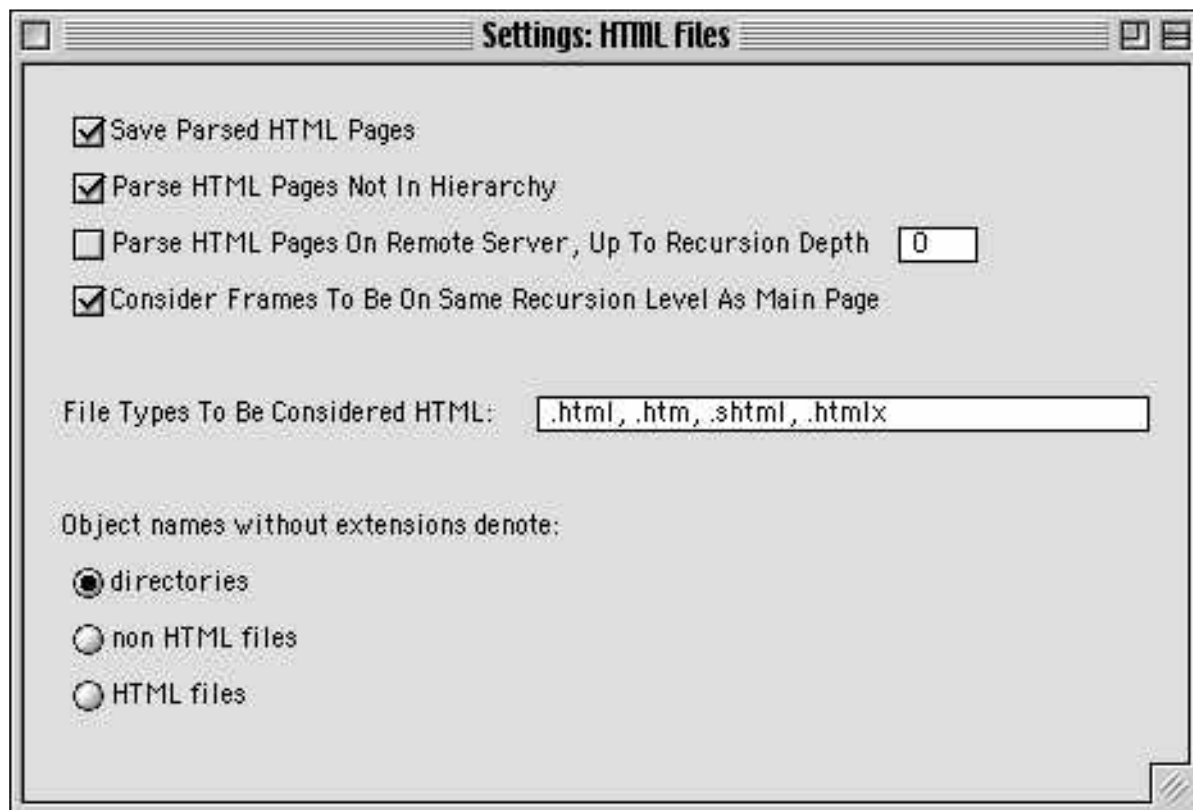 Settings: HTML Files
Save Parsed HTML Pages
Parse HTML Pages Not In Hierarchy
Parse HTML Pages On Remote Server, Up To Recursion Depth 0
Consider Frames To Be On Same Recursion Level As Main Page
File Types To Be Considered HTML: .html, .htm, .shtml, .htmlx
Object names without extensions denote:
directories
non HTML files
HTML files